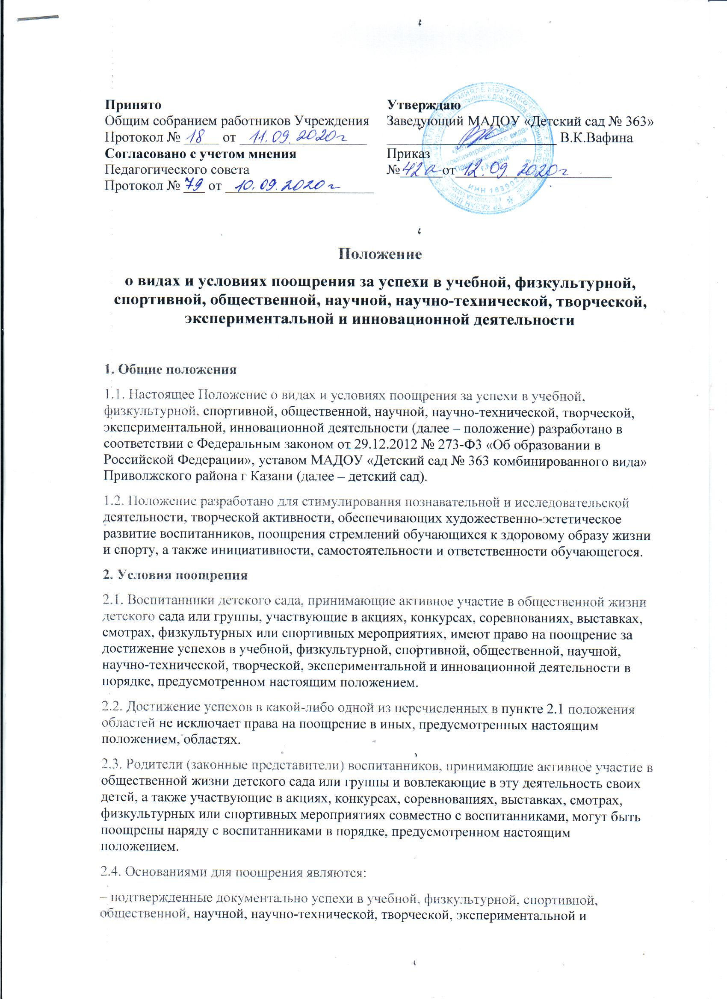 Принято
Общим собранием работников Учреждения
Протокол № 18 от 11.09.2020 г
Согласовано с учетом мнения
Педагогического совета
Протокол № 79 от 10.09.2020 г
Утверждаю
Заведующий МАДОУ «Детский сад № 363»
В.К.Вафина
Приказ
№ 42 а от 12.09.2020 г
комбинированного вида»
Приволжского района
г.Казани
Положение
о видах и условиях поощрения за успехи в учебной, физкультурной,
спортивной, общественной, научной, научно-технической, творческой,
экспериментальной и инновационной деятельности
1. Общие положения
1.1. Настоящее Положение о видах и условиях поощрения за успехи в учебной,
физкультурной, спортивной, общественной, научной, научно-технической, творческой,
экспериментальной, инновационной деятельности (далее – положение) разработано в
соответствии с Федеральным законом от 29.12.2012 № 273-ФЗ «Об образовании в
Российской Федерации», уставом МАДОУ «Детский сад № 363 комбинированного вида»
Приволжского района г Казани (далее – детский сад).
1.2. Положение разработано для стимулирования познавательной и исследовательской
деятельности, творческой активности, обеспечивающих художественно-эстетическое
развитие воспитанников, поощрения стремлений обучающихся к здоровому образу жизни
и спорту, а также инициативности, самостоятельности и ответственности обучающегося.
2. Условия поощрения
2.1. Воспитанники детского сада, принимающие активное участие в общественной жизни
детского сада или группы, участвующие в акциях, конкурсах, соревнованиях, выставках,
смотрах, физкультурных или спортивных мероприятиях, имеют право на поощрение за
достижение успехов в учебной, физкультурной, спортивной, общественной, научной,
научно-технической, творческой, экспериментальной и инновационной деятельности в
порядке, предусмотренном настоящим положением.
2.2. Достижение успехов в какой-либо одной из перечисленных в пункте 2.1 положения
областей не исключает права на поощрение в иных, предусмотренных настоящим
положением, областях.
2.3. Родители (законные представители) воспитанников, принимающие активное участие в
общественной жизни детского сада или группы и вовлекающие в эту деятельность своих
детей, а также участвующие в акциях, конкурсах, соревнованиях, выставках, смотрах,
физкультурных или спортивных мероприятиях совместно с воспитанниками, могут быть
поощрены наряду с воспитанниками в порядке, предусмотренном настоящим
положением.
2.4. Основаниями для поощрения являются:
– подтвержденные документально успехи в учебной, физкультурной, спортивной,
общественной, научной, научно-технической, творческой, экспериментальной и